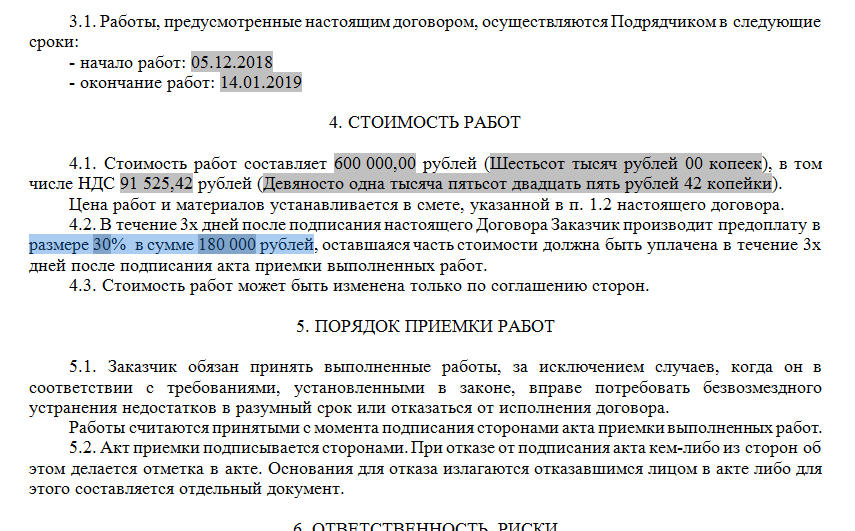 3.1. Работы, предусмотренные настоящим договором, осуществляются Подрядчиком в следующие
сроки:
- начало работ: 05.12.2018
- окончание работ: 14.01.2019
4. СТОИМОСТЬ РАБОТ
4.1. Стоимость работ составляет 600 000,00 рублей (Шестьсот тысяч рублей 00 копеек), в том
числе НДС 91 525,42 рублей (Девяносто одна тысяча пятьсот двадцать пять рублей 42 копейки).
Цена работ и материалов устанавливается в смете, указанной в п. 1.2 настоящего договора.
4.2. В течение 3х дней после подписания настоящего Договора Заказчик производит предоплату в
размере 30% в сумме 180 000 рублей, оставшаяся часть стоимости должна быть уплачена в течение 3х
дней после подписания акта приемки выполненных работ.
4.3. Стоимость работ может быть изменена только по соглашению сторон.
5. ПОРЯДОК ПРИЕМКИ РАБОТ
5.1. Заказчик обязан принять выполненные работы, за исключением случаев, когда он в
соответствии с требованиями, установленными в законе, вправе потребовать безвозмездного
устранения недостатков в разумный срок или отказаться от исполнения договора.
Работы считаются принятыми с момента подписания сторонами акта приемки выполненных работ.
5.2. Акт приемки подписывается сторонами. При отказе от подписания акта кем-либо из сторон об
этом делается отметка в акте. Основания для отказа излагаются отказавшимся лицом в акте либо для
этого составляется отдельный документ.
6. ОТВЕТСТВЕННОСТЬ, РИСКИ